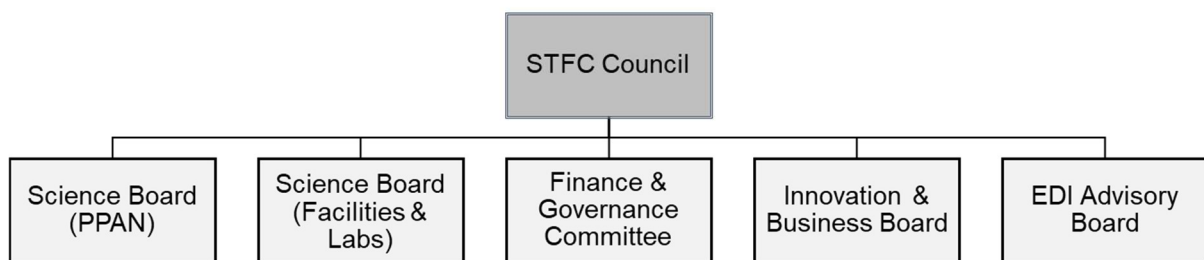 STFC Council
Science Board
(PPAN)
Science Board
(Facilities &
Labs)
Finance &
Governance
Committee
Innovation &
Business Board
EDI Advisory
Board